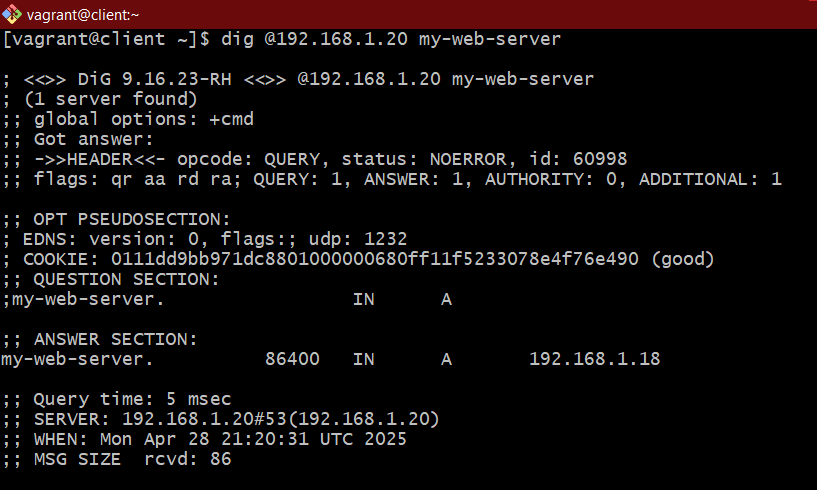 vagrant@client:~
[vagrant@client ~]$ dig @192.168.1.20 my-web-server
; <<>> DiG 9.16.23-RH <<>> @192.168.1.20 my-web-server
; (1 server found)
;; global options: +cmd
;; Got answer:
;; ->>HEADER<<- opcode: QUERY, status: NOERROR, id: 60998
;; flags: qr aa rd ra; QUERY: 1, ANSWER: 1, AUTHORITY: 0, ADDITIONAL: 1
;; OPT PSEUDOSECTION:
; EDNS: version: 0, flags:; udp: 1232
; COOKIE: 0111dd9bb971dc8801000000680ff11f5233078e4f76e490 (good)
;; QUESTION SECTION:
;my-web-server. IN A
;; ANSWER SECTION:
my-web-server. 86400 IN A 192.168.1.18
;; Query time: 5 msec
;; SERVER: 192.168.1.20#53(192.168.1.20)
;; WHEN: Mon Apr 28 21:20:31 UTC 2025
;; MSG SIZE rcvd: 86